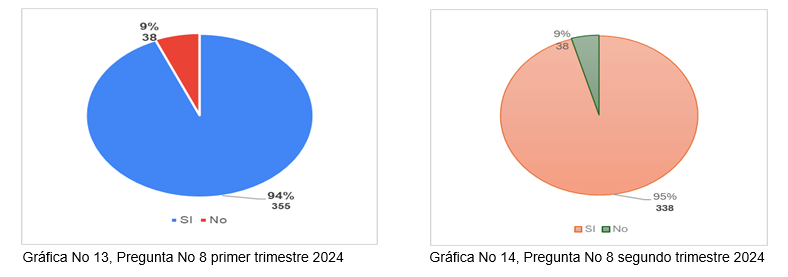 9%
38
94%
355
SI No
Gráfica No 13, Pregunta No 8 primer trimestre 2024
9%
38
95%
338
SI No
Gráfica No 14, Pregunta No 8 segundo trimestre 2024